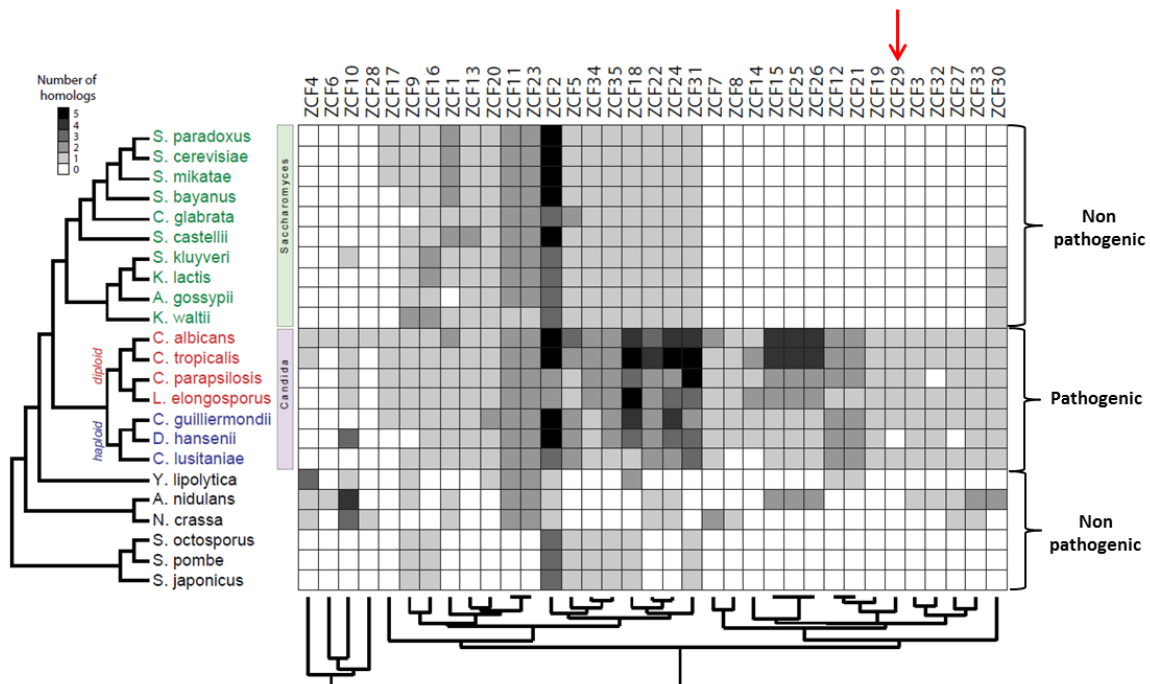 Number of
homologs
5
4
3
2
1
0
ZCF4
ZCF6
ZCF10
ZCF28
ZCF17
ZCF9
ZCF16
ZCF1
ZCF13
ZCF20
ZCF11
ZCF23
ZCF2
ZCF5
ZCF34
ZCF35
ZCF18
ZCF22
ZCF24
ZCF31
ZCF7
ZCF8
ZCF14
ZCF15
ZCF25
ZCF26
ZCF12
ZCF21
ZCF19
ZCF29
ZCF3
ZCF32
ZCF27
ZCF33
ZCF30
S. paradoxus
S. cerevisiae
S. mikatae
S. bayanus
C. glabrata
S. castellii
S. kluyveri
K. lactis
A. gossypii
K. waltii
C. albicans
C. tropicalis
C. parapsilosis
L. elongosporus
C. guilliermondii
D. hansenii
C. lusitaniae
Y. lipolytica
A. nidulans
N. crassa
S. octosporus
S. pombe
S. japonicus
diploid
haploid
Saccharomyces
Candida
Non
pathogenic
Pathogenic
Non
pathogenic